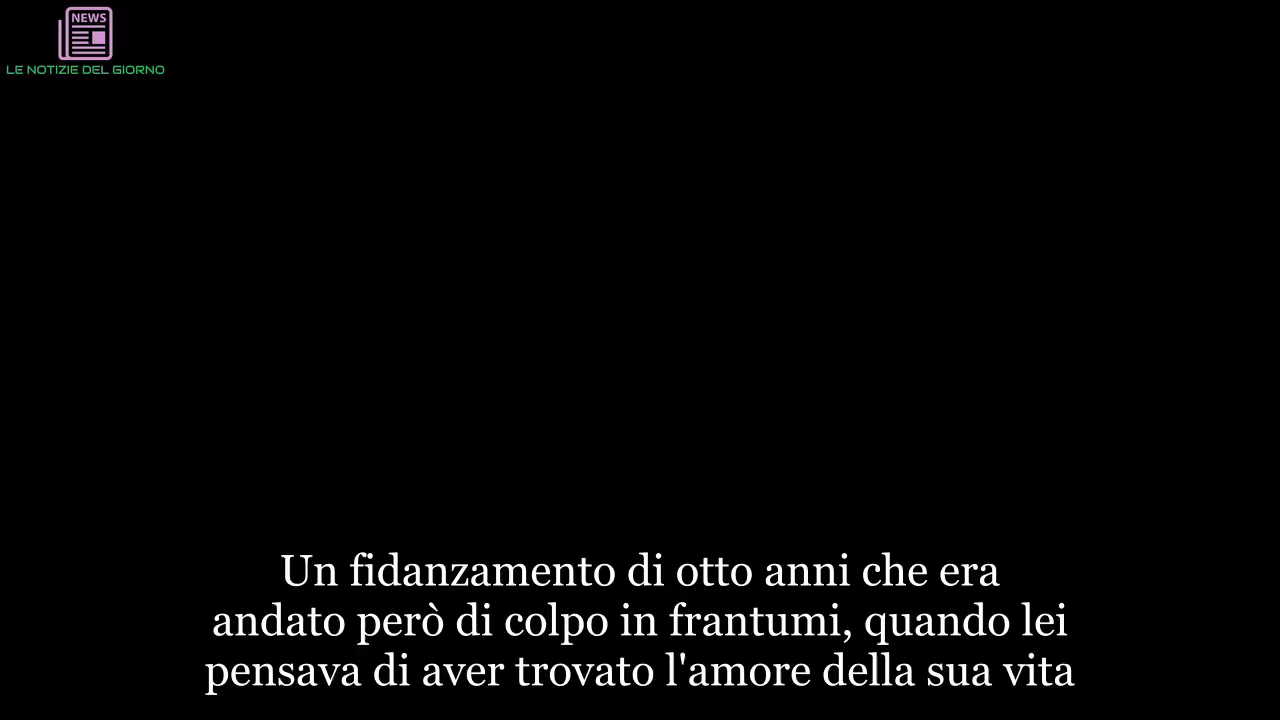 NEWS
LE NOTIZIE DEL GIORNO
Un fidanzamento di otto anni che era
andato però di colpo in frantumi, quando lei
pensava di aver trovato l'amore della sua vita